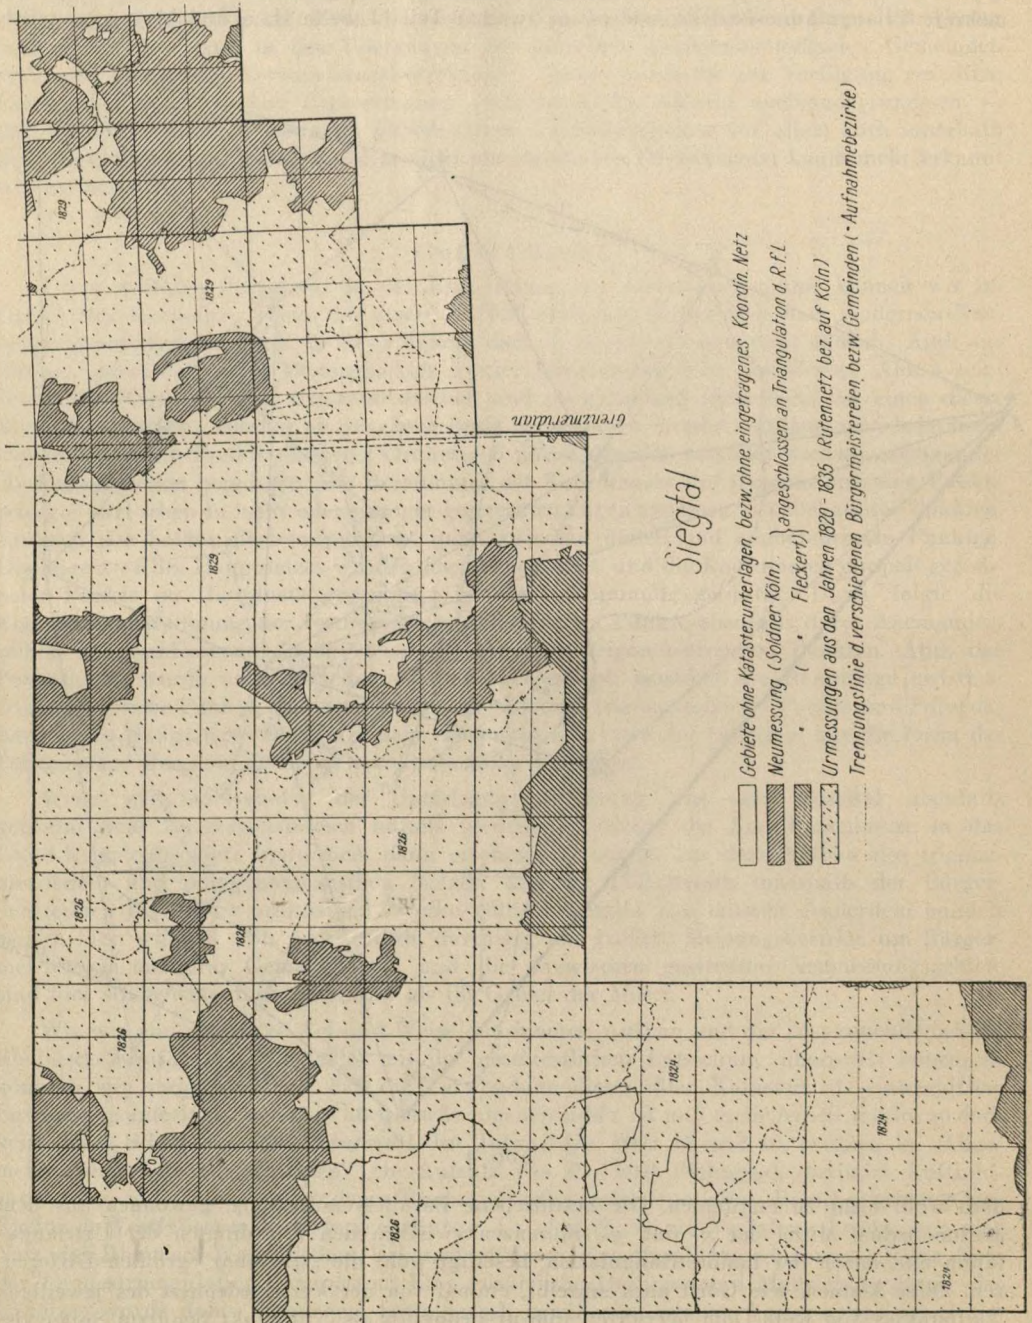 1829
1829
Grenzmeridian
1829
1826
1826
1826
1826
1826
1824
1824
1824
Siegtal
Gebiete ohne Katasterunterlagen, bezw. ohne eingetragenes Koordin. Netz
Neumessung (Soldner Köln) } angeschlossen an Triangulation d. R.f.L
" ( " Fleckert)
Urmessungen aus den Jahren 1820-1835 (Rutennetz bez. auf Köln)
Trennungslinie d. verschiedenen Bürgermeistereien, bezw. Gemeinden (-Aufnahmebezirke)